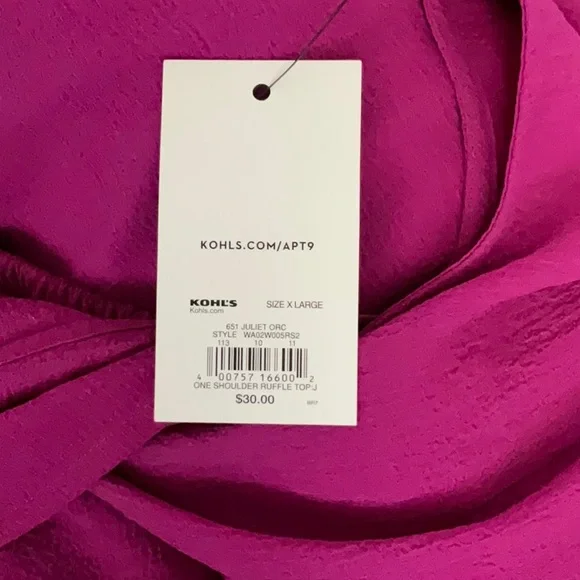 KOHLS.COM/APT9
KOHL'S SIZE X LARGE
Kohls.com
651 JULIET ORC
STYLE WA02W005RS2
113 10 11
4 00757 16600 2
ONE SHOULDER RUFFLE TOP/J
$30.00